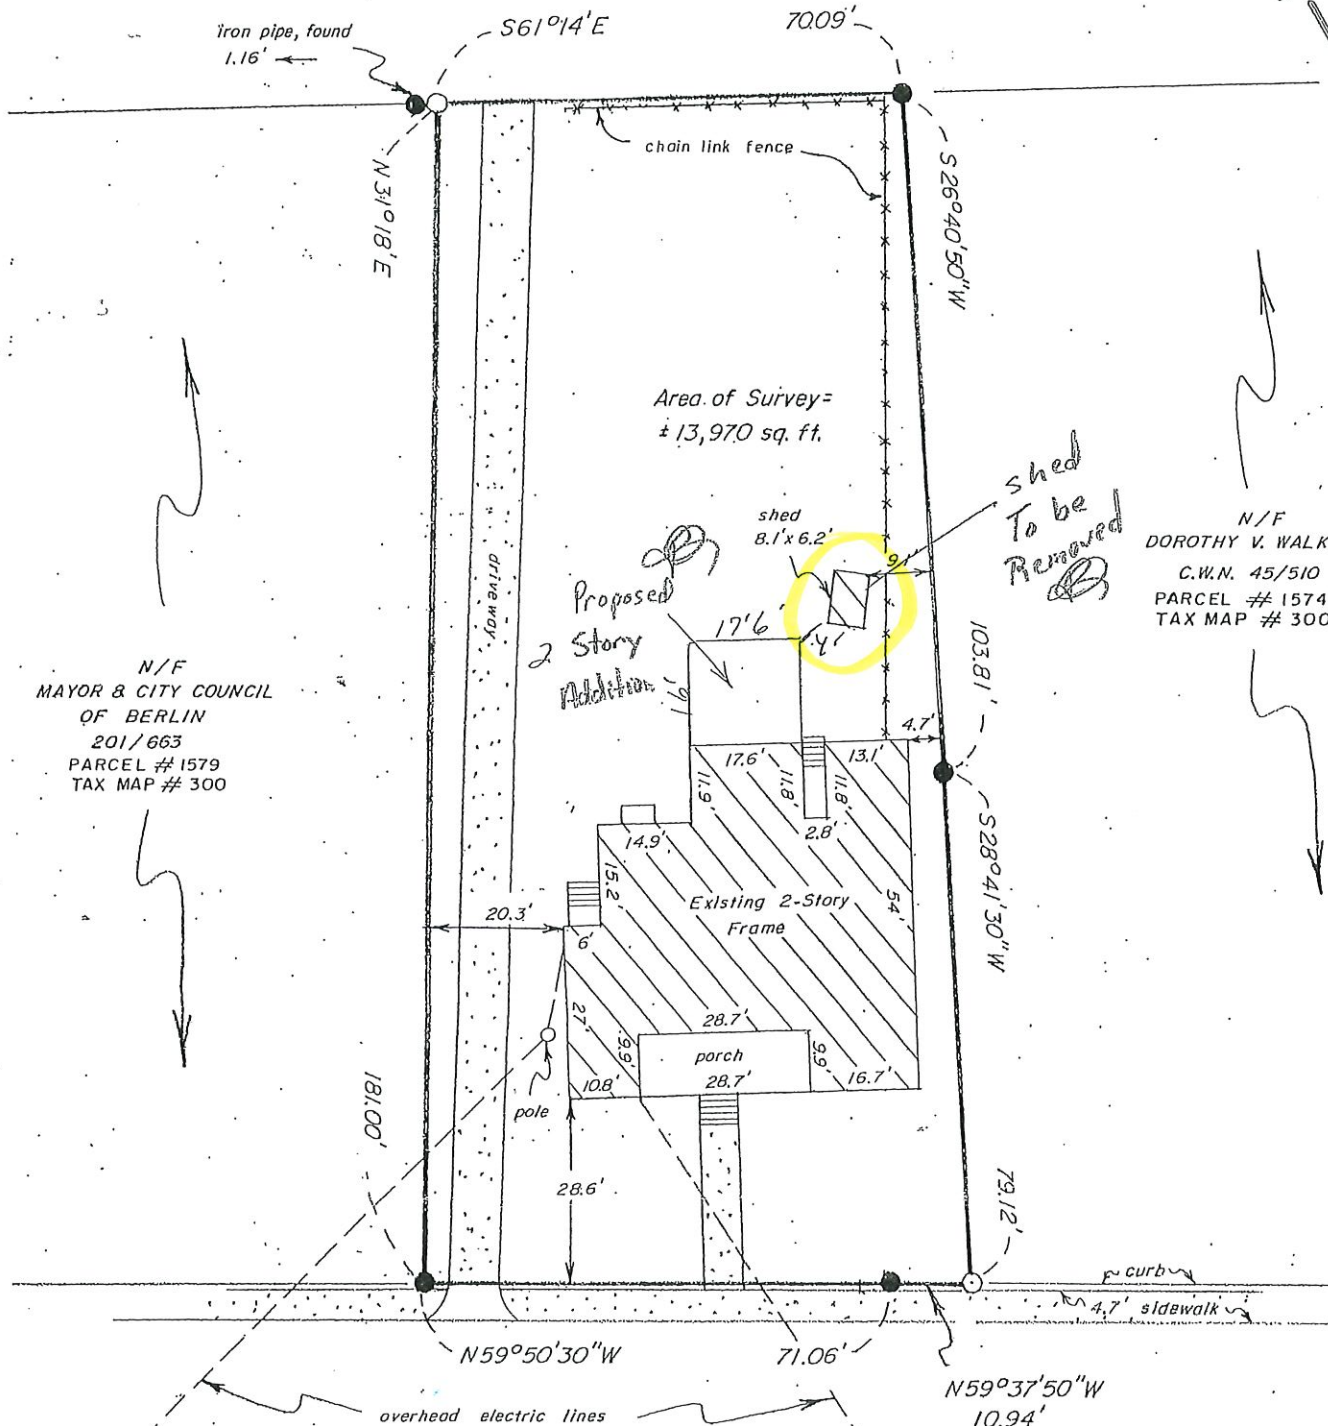 iron pipe, found
1.16'
S61°14'E
70.09'
chain link fence
N31°18'E
S26°40'50"W
Area of Survey=
± 13,970 sq. ft.
shed
8.1'x 6.2'
shed
To be
Removed
9.1'
N/F
DOROTHY V. WALK
C.W.N. 45/510
PARCEL # 1574
TAX MAP # 300
driveway
Proposed
2 Story
Addition
17'6"
4'
N/F
MAYOR & CITY COUNCIL
OF BERLIN
201/663
PARCEL # 1579
TAX MAP # 300
103.81'
4.7'
17.6'
13.1'
11.9'
11.8'
11.8'
2.8'
14.9'
15.2'
Existing 2-Story
Frame
54'
S28°41'30"W
20.3'
6'
27'
28.7'
9.9'
porch
9.9'
10.8'
28.7'
16.7'
pole
181.00'
28.6'
79.12'
curb
4.7' sidewalk
N59°50'30"W
71.06'
N59°37'50"W
10.94'
overhead electric lines